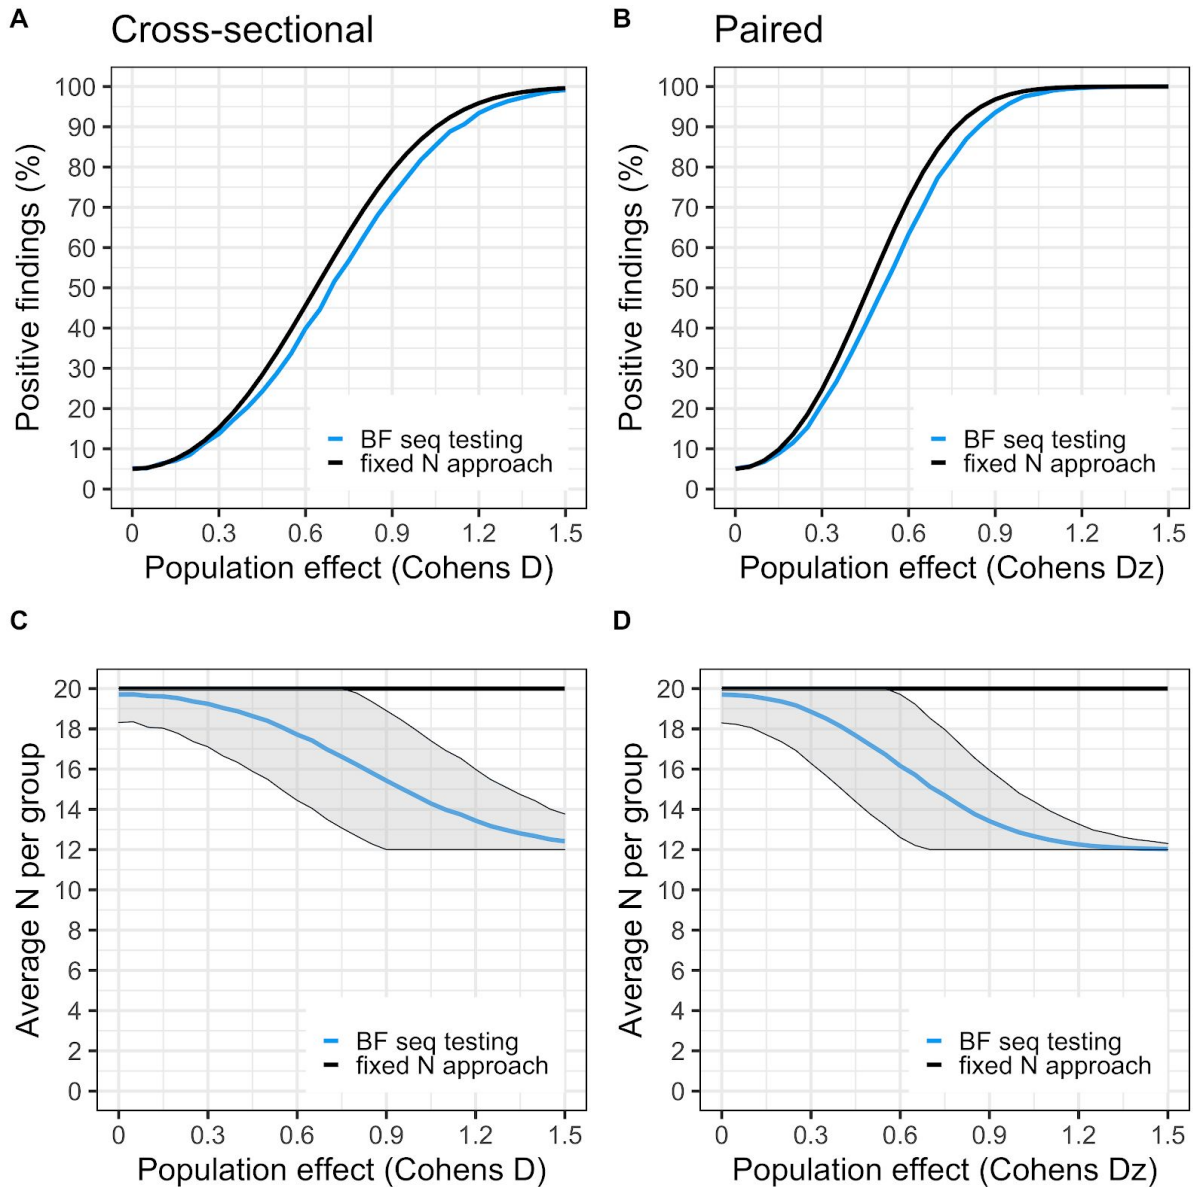 A
Cross-sectional
Positive findings (%)
100
90
80
70
60
50
40
30
20
10
0
BF seq testing
fixed N approach
0 0.3 0.6 0.9 1.2 1.5
Population effect (Cohens D)
B
Paired
Positive findings (%)
100
90
80
70
60
50
40
30
20
10
0
BF seq testing
fixed N approach
0 0.3 0.6 0.9 1.2 1.5
Population effect (Cohens Dz)
C
Average N per group
20
18
16
14
12
10
8
6
4
2
0
BF seq testing
fixed N approach
0 0.3 0.6 0.9 1.2 1.5
Population effect (Cohens D)
D
Average N per group
20
18
16
14
12
10
8
6
4
2
0
BF seq testing
fixed N approach
0 0.3 0.6 0.9 1.2 1.5
Population effect (Cohens Dz)